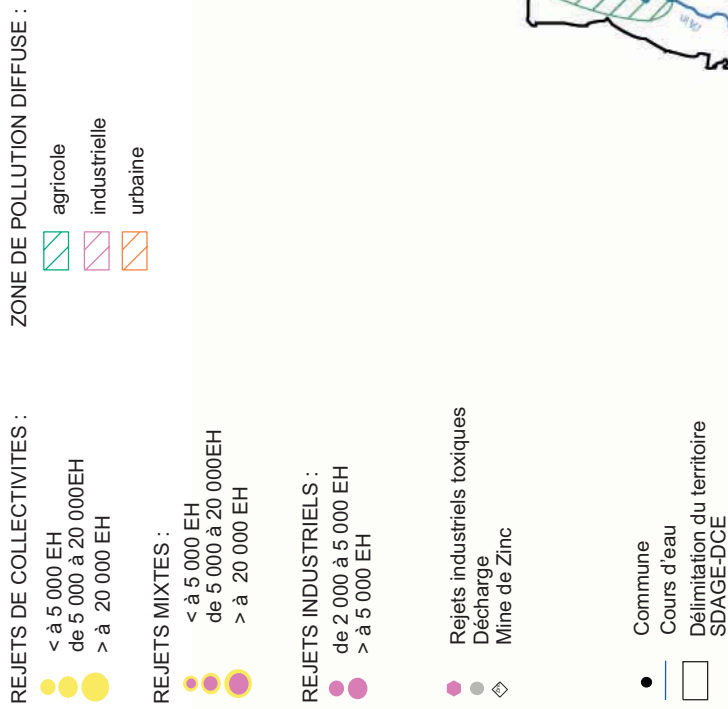 REJETS DE COLLECTIVITES :
< à 5 000 EH
de 5 000 à 20 000EH
> à  20 000 EH
REJETS MIXTES :
< à 5 000 EH
de 5 000 à 20 000EH
> à  20 000 EH
REJETS INDUSTRIELS :
de 2 000 à 5 000 EH
> à 5 000 EH
Rejets industriels toxiques
Décharge
Mine de Zinc
Commune
Cours d'eau
Délimitation du territoire
SDAGE-DCE
ZONE DE POLLUTION DIFFUSE :
agricole
industrielle
urbaine